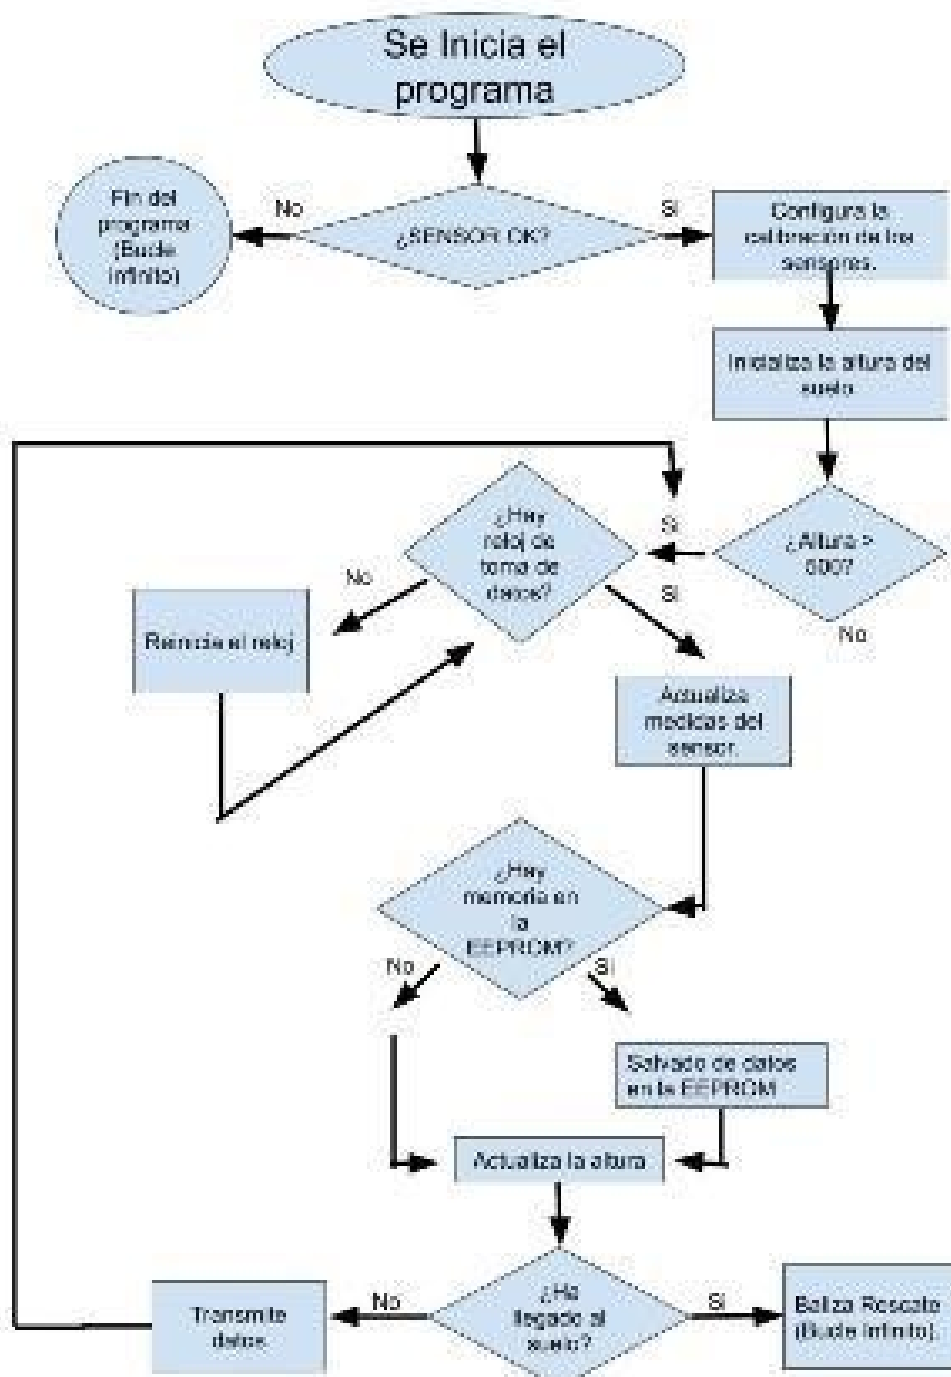 Se Inicia el
programa
Fin del
programa
(Bucle
infinito)
No
¿SENSOR OK?
Si
Configura la
calibración de los
sensores.
Inicializa la altura del
suelo
¿Hay
reloj de
toma de
datos?
Si
¿Altura >
500?
No
Si
No
Reinicia el reloj
Actualiza
medidas del
sensor.
¿Hay
memoria en
la
EEPROM?
No
Si
Salvado de datos
en la EEPROM
Actualiza la altura
Transmite
datos
No
¿Ha
llegado al
suelo?
Si
Baliza Rescate
(Bucle Infinito).